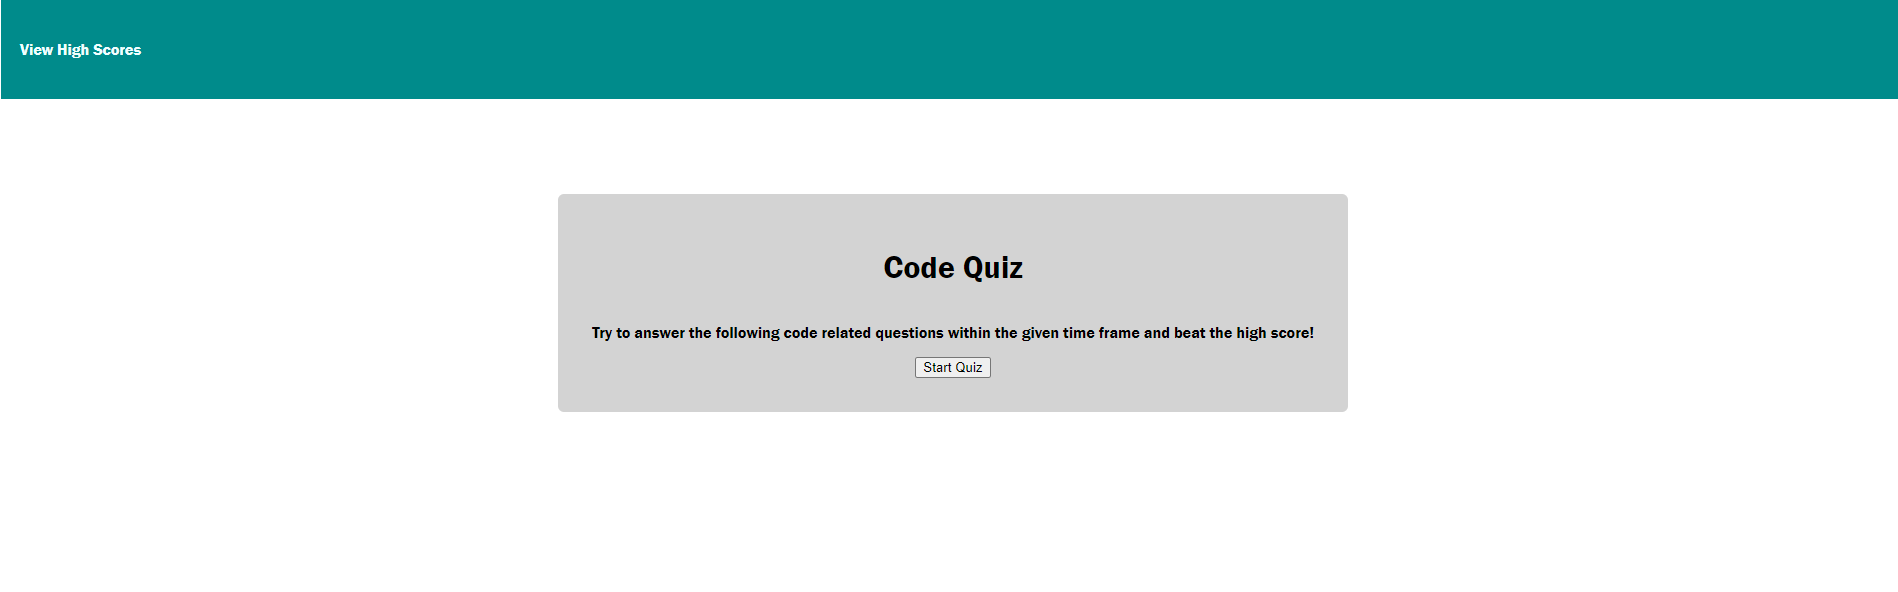 View High Scores
Code Quiz
Try to answer the following code related questions within the given time frame and beat the high score!
Start Quiz